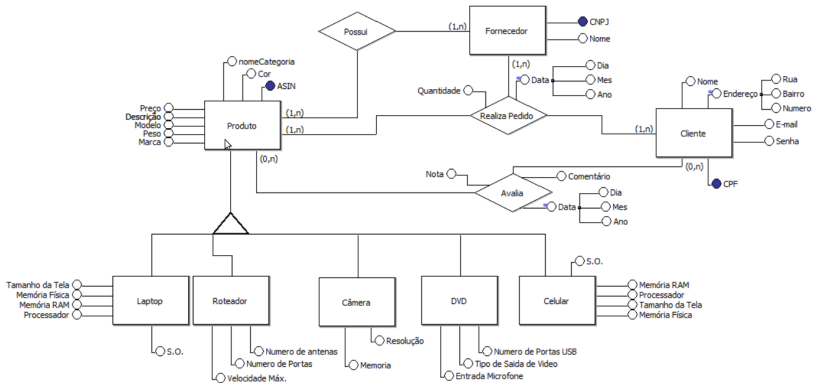 (1,n)
Fornecedor
CNPJ
Nome
Possui
nomeCategoria
Cor
ASIN
(1,n)
Dia
Data
Mes
Ano
Quantidade
Nome
Endereço
Rua
Bairro
Numero
Preço
Descrição
Modelo
Peso
Marca
Produto
(1,n)
(1,n)
Realiza Pedido
(1,n)
Cliente
E-mail
Senha
(0,n)
(0,n)
CPF
Nota
Comentário
Avalia
Dia
Data
Mes
Ano
S.O.
Tamanho da Tela
Memória Física
Memória RAM
Processador
Laptop
Roteador
Câmera
DVD
Celular
Memória RAM
Processador
Tamanho da Tela
Memória Física
Resolução
S.O.
Numero de antenas
Numero de Portas
Velocidade Máx.
Memoria
Numero de Portas USB
Tipo de Saida de Video
Entrada Microfone